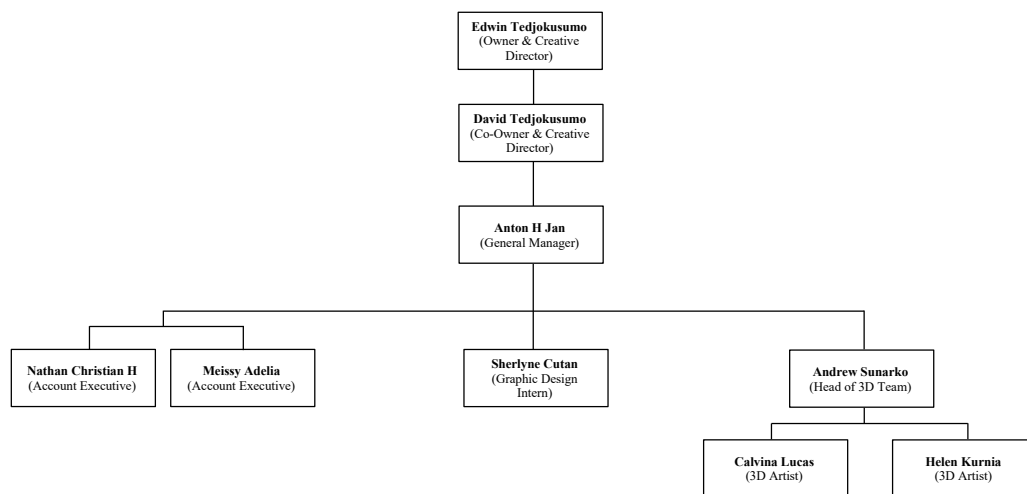 Edwin Tedjokusumo
(Owner & Creative
Director)
David Tedjokusumo
(Co-Owner & Creative
Director)
Anton H Jan
(General Manager)
Nathan Christian H
(Account Executive)
Meissy Adelia
(Account Executive)
Sherlyne Cutan
(Graphic Design
Intern)
Andrew Sunarko
(Head of 3D Team)
Calvina Lucas
(3D Artist)
Helen Kurnia
(3D Artist)